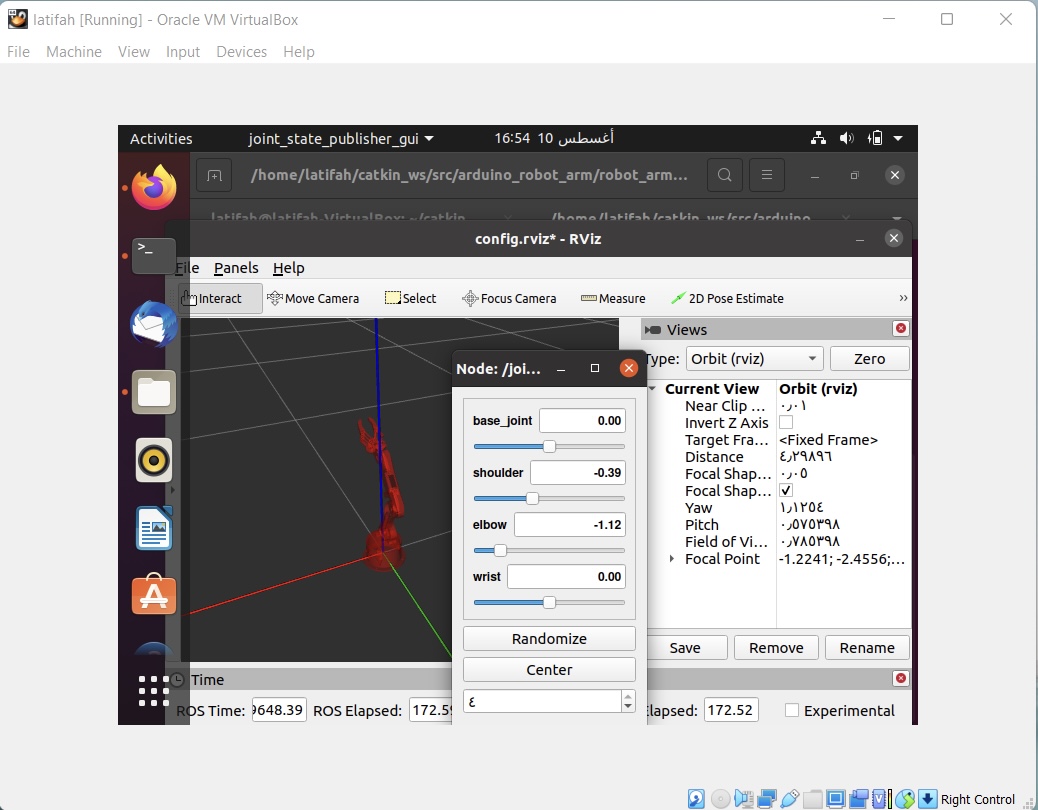 latifah [Running] - Oracle VM VirtualBox
File Machine View Input Devices Help
Activities joint_state_publisher_gui 16:54 10 أغسطس
/home/latifah/catkin_ws/src/arduino_robot_arm/robot_arm...
latifah@latifah-VirtualBox: ~/catkin /home/latifah/catkin_ws/src/arduino
config.rviz* - RViz
File Panels Help
Interact Move Camera Select Focus Camera Measure 2D Pose Estimate »
Views
Type: Orbit (rviz) Zero
Current View Orbit (rviz)
Near Clip ... ٠٫٠١
Invert Z Axis
Target Fra... <Fixed Frame>
Distance ٤٫٢٩٨٩٦
Focal Shap... ٠٫٠٥
Focal Shap... ✓
Yaw ١٫١٢٥٤
Pitch ٠٫٥٧٥٣٩٨
Field of Vi... ٠٫٧٨٥٣٩٨
Focal Point -1.2241; -2.4556;...
Save Remove Rename
Node: /joi...
base_joint 0.00
shoulder -0.39
elbow -1.12
wrist 0.00
Randomize
Center
٤
Time
ROS Time: 9648.39 ROS Elapsed: 172.5 Elapsed: 172.52 Experimental
Right Control